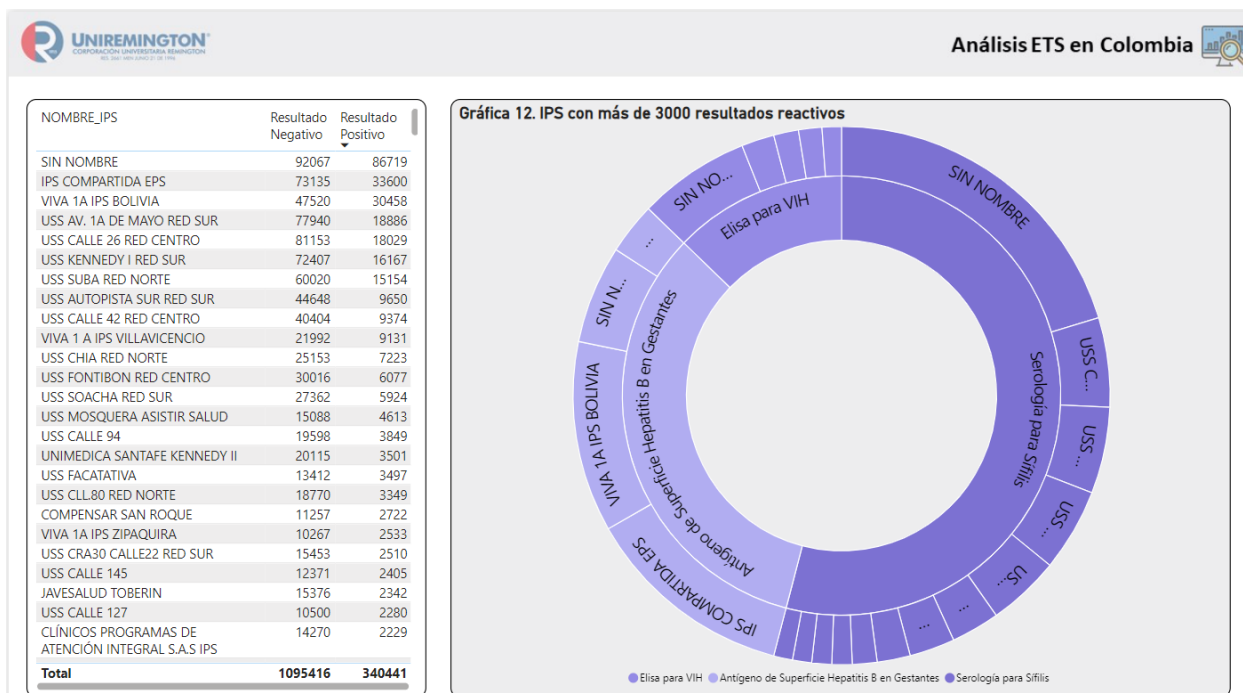 UNIREMINGTON®
CORPORACIÓN UNIVERSITARIA REMINGTON
RES. 2661 MEN JUNIO 21 DE 1996
Análisis ETS en Colombia
NOMBRE_IPS Resultado Negativo Resultado Positivo
SIN NOMBRE 92067 86719
IPS COMPARTIDA EPS 73135 33600
VIVA 1A IPS BOLIVIA 47520 30458
USS AV. 1A DE MAYO RED SUR 77940 18886
USS CALLE 26 RED CENTRO 81153 18029
USS KENNEDY I RED SUR 72407 16167
USS SUBA RED NORTE 60020 15154
USS AUTOPISTA SUR RED SUR 44648 9650
USS CALLE 42 RED CENTRO 40404 9374
VIVA 1 A IPS VILLAVICENCIO 21992 9131
USS CHIA RED NORTE 25153 7223
USS FONTIBON RED CENTRO 30016 6077
USS SOACHA RED SUR 27362 5924
USS MOSQUERA ASISTIR SALUD 15088 4613
USS CALLE 94 19598 3849
UNIMEDICA SANTAFE KENNEDY II 20115 3501
USS FACATATIVA 13412 3497
USS CLL.80 RED NORTE 18770 3349
COMPENSAR SAN ROQUE 11257 2722
VIVA 1A IPS ZIPAQUIRA 10267 2533
USS CRA30 CALLE22 RED SUR 15453 2510
USS CALLE 145 12371 2405
JAVESALUD TOBERIN 15376 2342
USS CALLE 127 10500 2280
CLÍNICOS PROGRAMAS DE 14270 2229
ATENCIÓN INTEGRAL S.A.S IPS
Total 1095416 340441
Gráfica 12. IPS con más de 3000 resultados reactivos
SIN NOMBRE
USS C...
USS ...
USS ...
US...
...
...
IPS COMPARTIDA EPS
VIVA 1A IPS BOLIVIA
SIN N...
...
SIN NO...
Elisa para VIH
Antígeno de Superficie Hepatitis B en Gestantes
Serología para Sífilis
Elisa para VIH Antígeno de Superficie Hepatitis B en Gestantes Serología para Sífilis